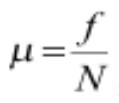 μ = f/N